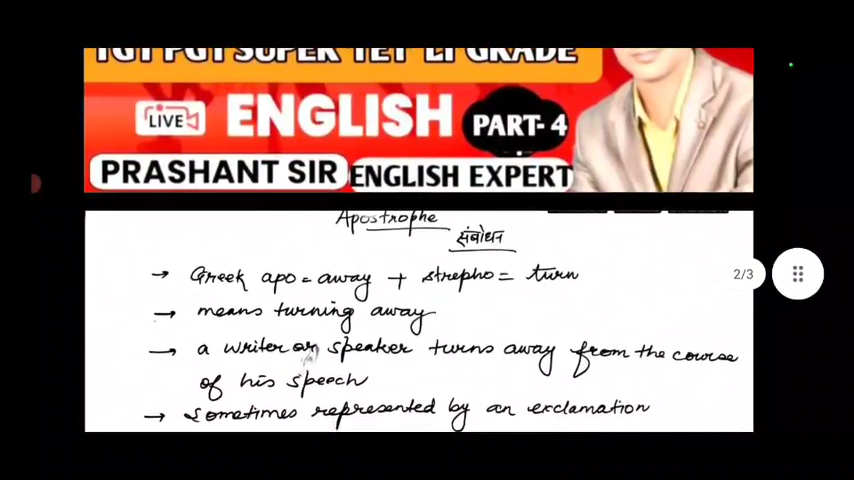 TGT PGT SUPER TET LT GRADE
LIVE ENGLISH PART- 4
PRASHANT SIR ENGLISH EXPERT
Apostrophe
संबोधन
→ Greek apo = away + strepho = turn
→ means turning away
→ a writer or speaker turns away from the course
of his speech
→ Sometimes represented by an exclamation
2/3